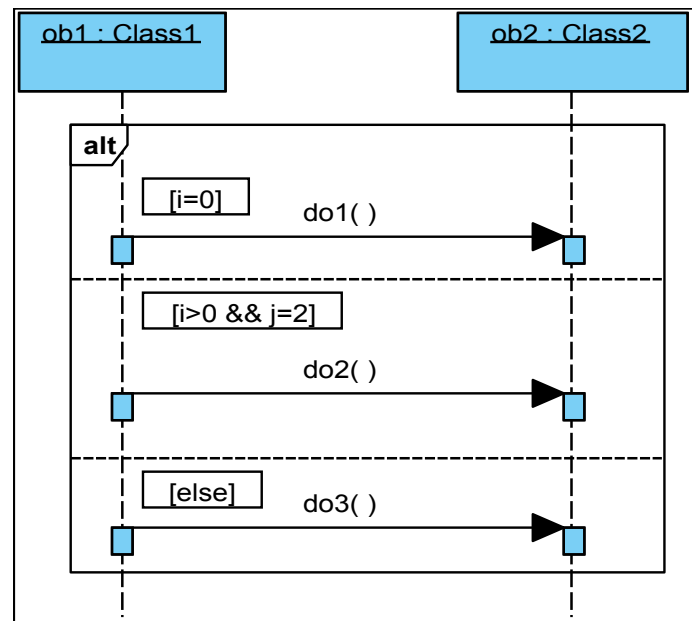 ob1 : Class1
ob2 : Class2
alt
[i=0]
do1( )
[i>0 && j=2]
do2( )
[else]
do3( )